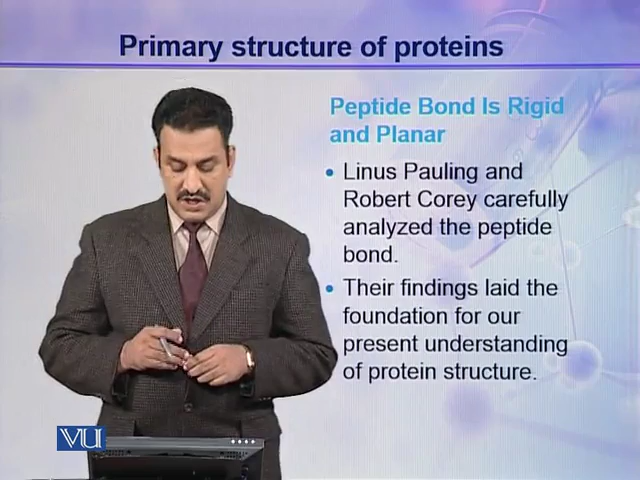 Primary structure of proteins
Peptide Bond Is Rigid
and Planar
• Linus Pauling and
Robert Corey carefully
analyzed the peptide
bond.
• Their findings laid the
foundation for our
present understanding
of protein structure.
VU